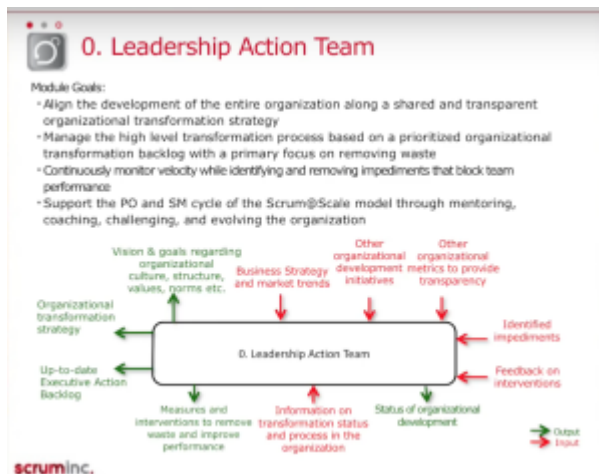 0. Leadership Action Team
Module Goals:
-Align the development of the entire organization along a shared and transparent
organizational transformation strategy
-Manage the high level transformation process based on a prioritized organizational
transformation backlog with a primary focus on removing waste
-Continuously monitor velocity while identifying and removing impediments that block team
performance
-Support the PO and SM cycle of the Scrum@Scale model through mentoring,
coaching, challenging, and evolving the organization
Vision & goals regarding
organizational
culture, structure,
values, norms etc.
Business Strategy
and market trends
Other
organizational
development
initiatives
Other
organizational
metrics to provide
transparency
Organizational
transformation
strategy
Identified
impediments
0. Leadership Action Team
Up-to-date
Executive Action
Backlog
Feedback on
interventions
Measures and
interventions to remove
waste and improve
performance
Information on
transformation status
and process in the
organization
Status of organizational
development
Output
Input
scruminc.